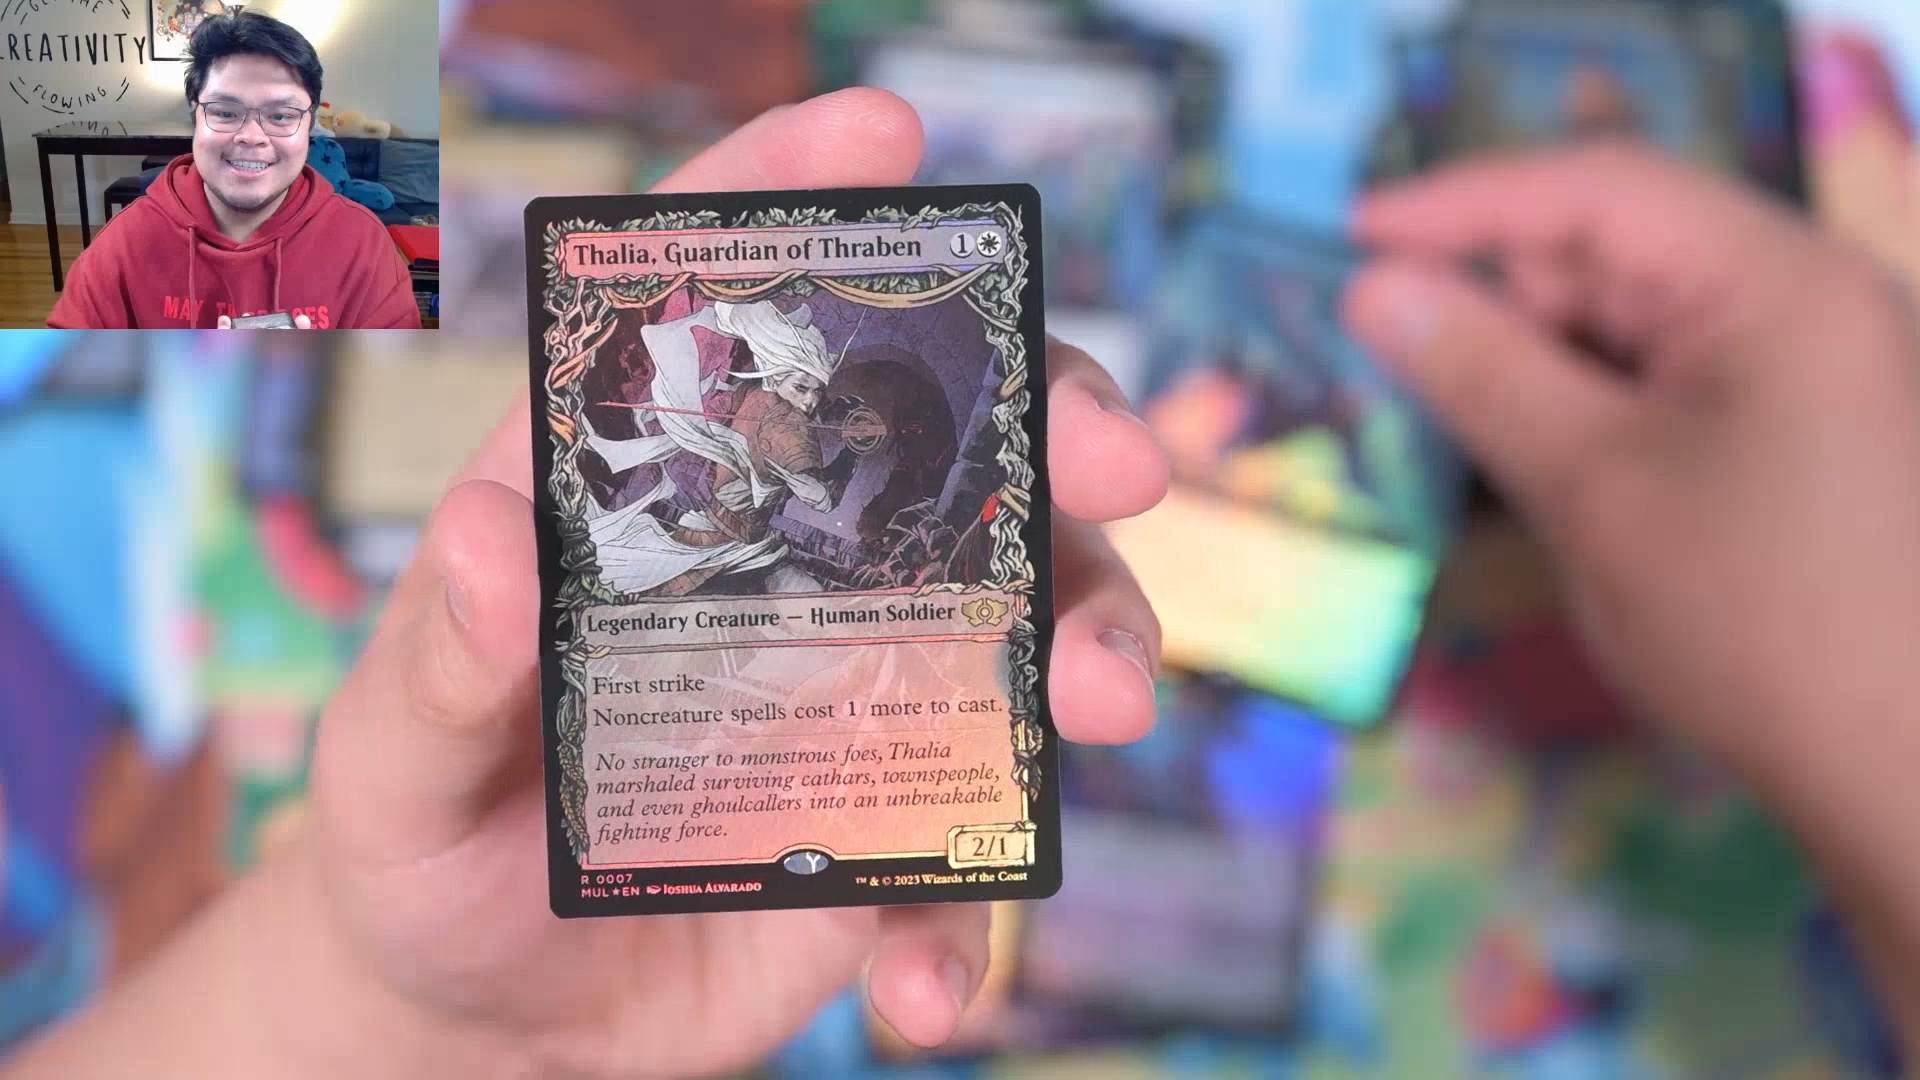 CREATIVITY
FLOWING
Thalia, Guardian of Thraben 1
Legendary Creature — Human Soldier
First strike
Noncreature spells cost 1 more to cast.
No stranger to monstrous foes, Thalia
marshaled surviving cathars, townspeople,
and even ghoulcallers into an unbreakable
fighting force.
2/1
R 0007
MUL★EN JOSHUA ALVARADO
™ & © 2023 Wizards of the Coast